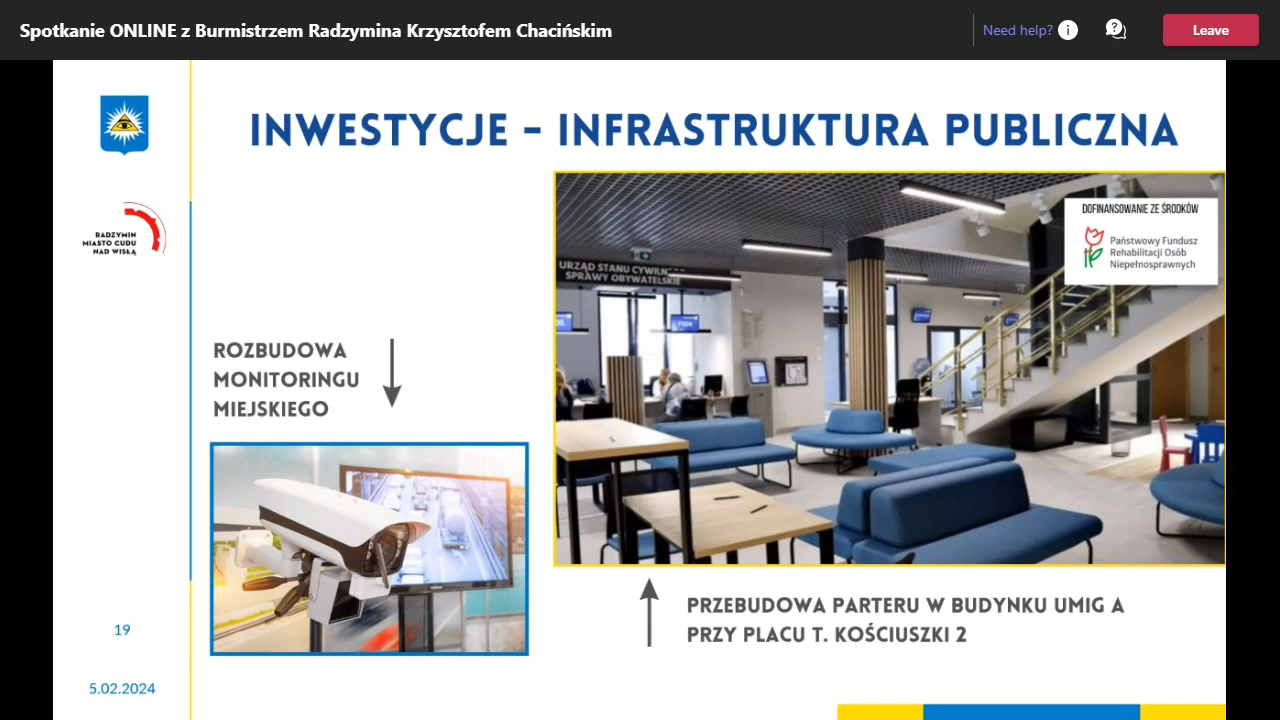 Spotkanie ONLINE z Burmistrzem Radzymina Krzysztofem Chacińskim
Need help?
Leave
INWESTYCJE - INFRASTRUKTURA PUBLICZNA
RADZYMIN
MIASTO CUDU
NAD WISŁĄ
DOFINANSOWANIE ZE ŚRODKÓW
Państwowy Fundusz
Rehabilitacji Osób
Niepełnosprawnych
URZĄD STANU CYWILNEGO
SPRAWY OBYWATELSKIE
ROZBUDOWA
MONITORINGU
MIEJSKIEGO
PRZEBUDOWA PARTERU W BUDYNKU UMIG A
PRZY PLACU T. KOŚCIUSZKI 2
19
5.02.2024